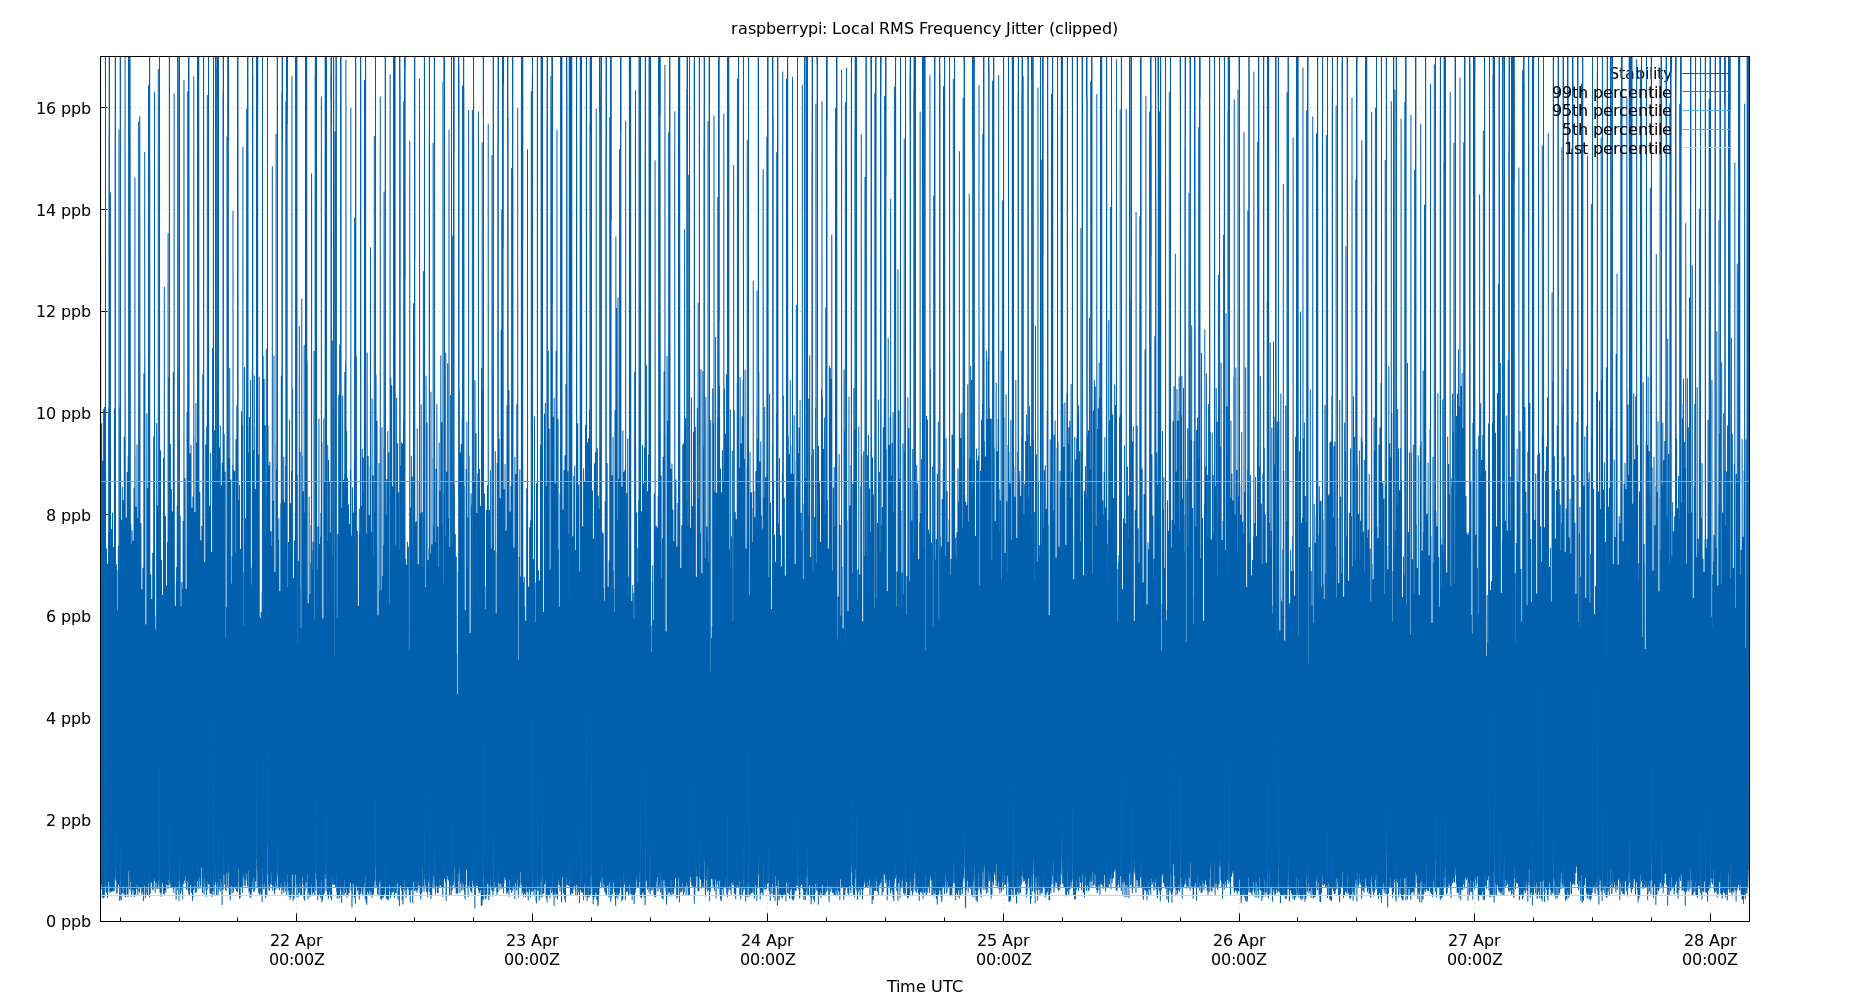 raspberrypi: Local RMS Frequency Jitter (clipped)
Stability
99th percentile
95th percentile
5th percentile
1st percentile
16 ppb
14 ppb
12 ppb
10 ppb
8 ppb
6 ppb
4 ppb
2 ppb
0 ppb
22 Apr 23 Apr 24 Apr 25 Apr 26 Apr 27 Apr 28 Apr
00:00Z 00:00Z 00:00Z 00:00Z 00:00Z 00:00Z 00:00Z
Time UTC